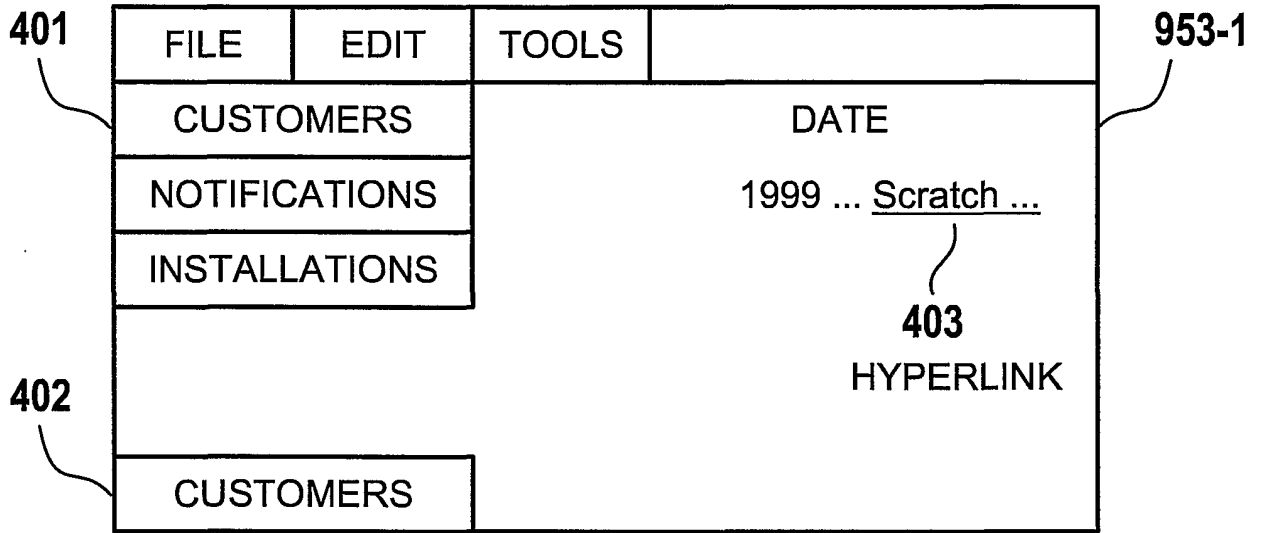 401 FILE EDIT TOOLS 953-1
CUSTOMERS DATE
NOTIFICATIONS 1999 ... Scratch ...
INSTALLATIONS
403
HYPERLINK
402
CUSTOMERS